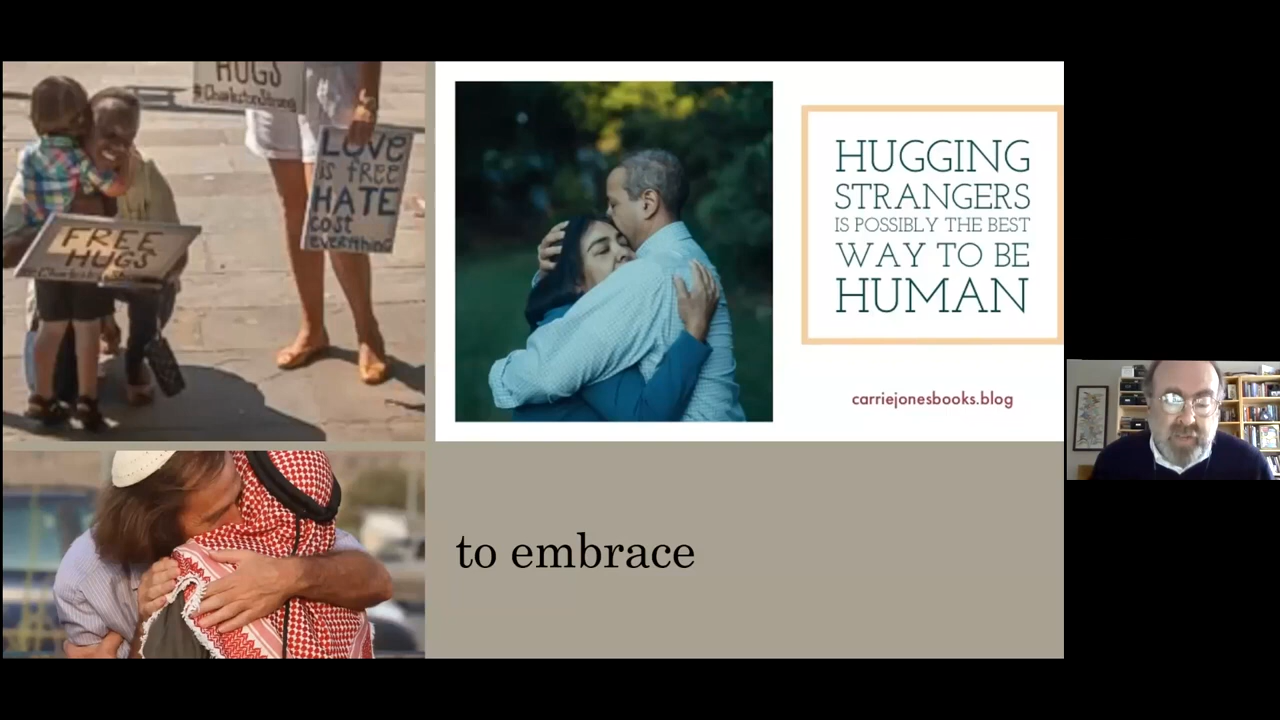 HUGS
#CharlestonStrong
LOVE
is free
HATE
cost
everything
FREE
HUGS
HUGGING
STRANGERS
IS POSSIBLY THE BEST
WAY TO BE
HUMAN
carriejonesbooks.blog
to embrace